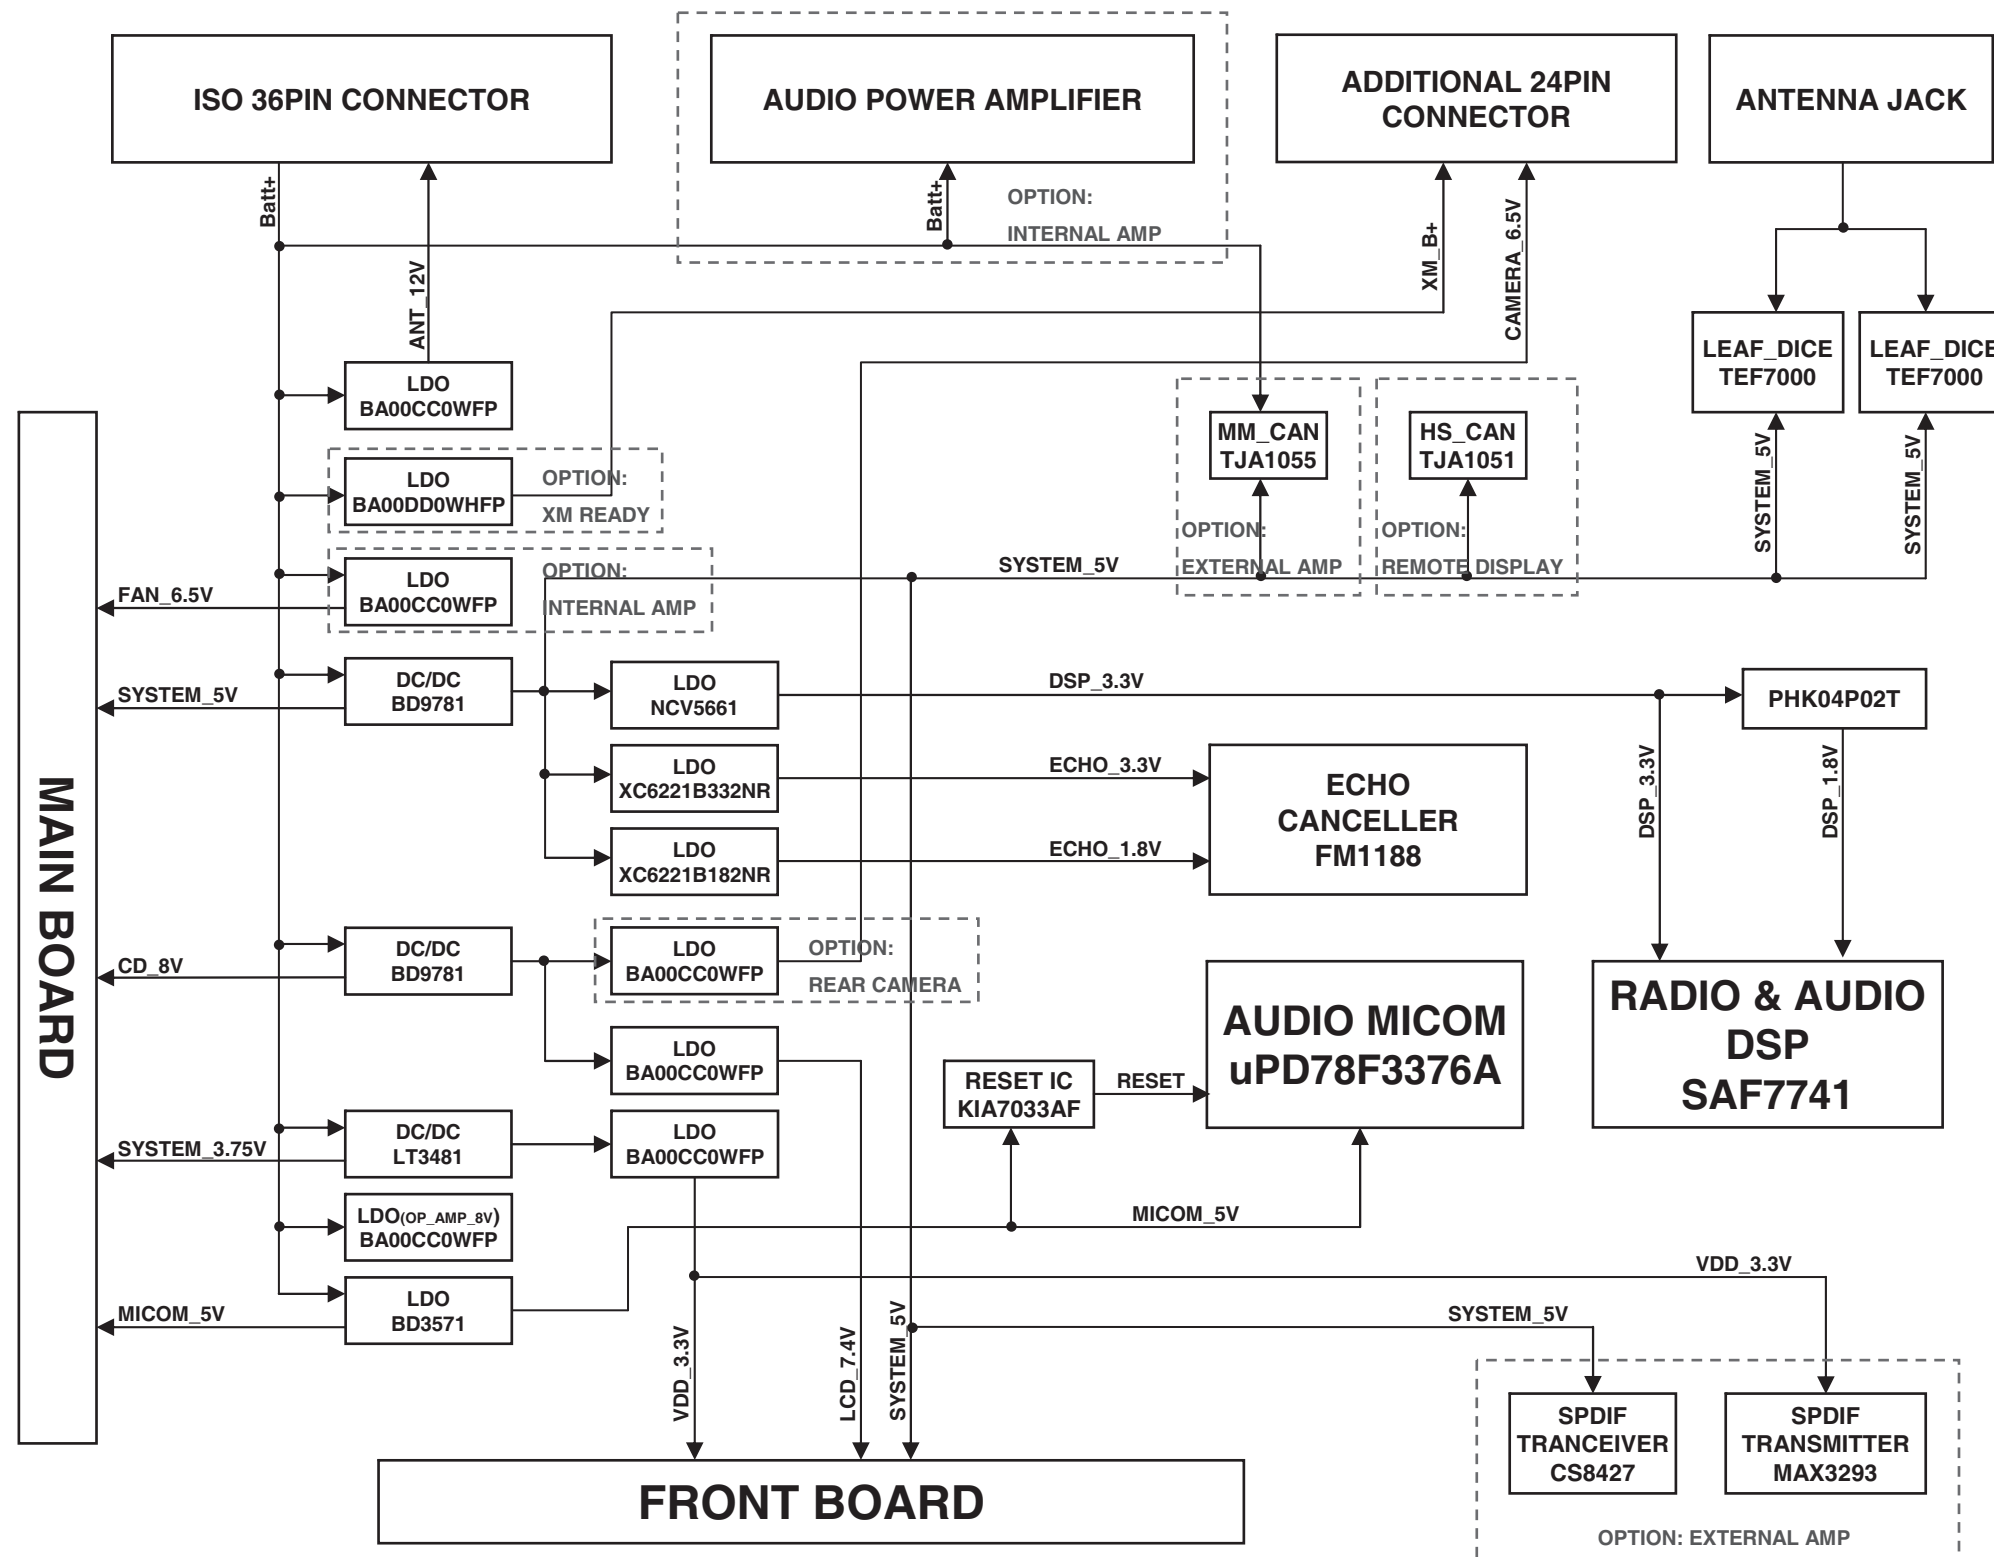 ISO 36PIN CONNECTOR
AUDIO POWER AMPLIFIER
ADDITIONAL 24PIN
CONNECTOR
ANTENNA JACK
Batt+
ANT_12V
Batt+
OPTION:
INTERNAL AMP
XM_B+
CAMERA_6.5V
LEAF_DICE
TEF7000
LEAF_DICE
TEF7000
LDO
BA00CC0WFP
MM_CAN
TJA1055
HS_CAN
TJA1051
SYSTEM_5V
SYSTEM_5V
LDO
BA00DD0WHFP
OPTION:
XM READY
OPTION:
EXTERNAL AMP
OPTION:
REMOTE DISPLAY
LDO
BA00CC0WFP
OPTION:
INTERNAL AMP
SYSTEM_5V
FAN_6.5V
SYSTEM_5V
DC/DC
BD9781
LDO
NCV5661
DSP_3.3V
PHK04P02T
MAIN BOARD
LDO
XC6221B332NR
ECHO_3.3V
ECHO
CANCELLER
FM1188
DSP_3.3V
DSP_1.8V
LDO
XC6221B182NR
ECHO_1.8V
CD_8V
DC/DC
BD9781
LDO
BA00CC0WFP
OPTION:
REAR CAMERA
LDO
BA00CC0WFP
RESET IC
KIA7033AF
RESET
AUDIO MICOM
uPD78F3376A
RADIO & AUDIO
DSP
SAF7741
SYSTEM_3.75V
DC/DC
LT3481
LDO
BA00CC0WFP
LDO(OP_AMP_8V)
BA00CC0WFP
MICOM_5V
VDD_3.3V
MICOM_5V
LDO
BD3571
SYSTEM_5V
VDD_3.3V
LCD_7.4V
SYSTEM_5V
SPDIF
TRANCEIVER
CS8427
SPDIF
TRANSMITTER
MAX3293
FRONT BOARD
OPTION: EXTERNAL AMP